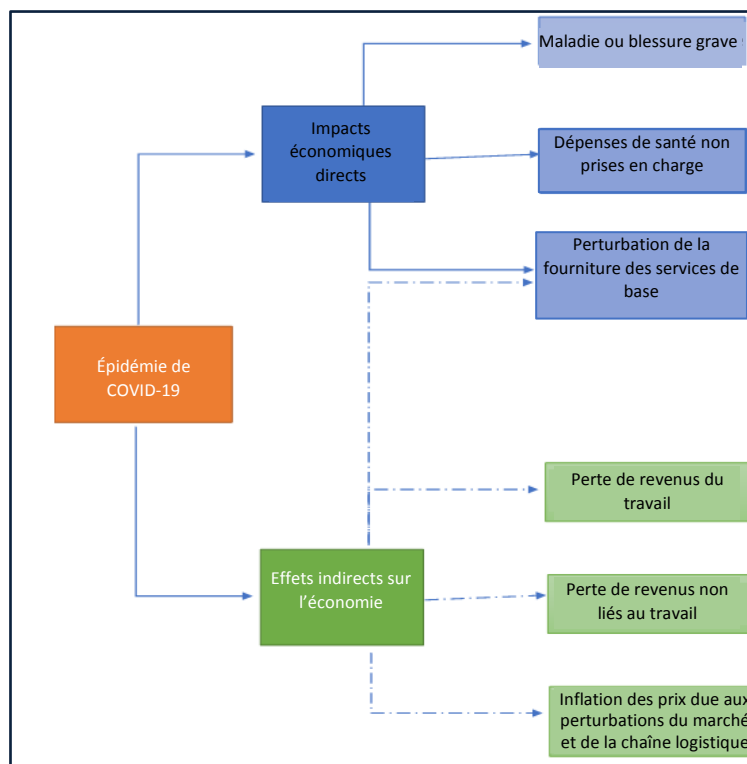 Maladie ou blessure grave
Impacts
économiques
directs
Dépenses de santé non
prises en charge
Perturbation de la
fourniture des services de
base
Épidémie de
COVID-19
Perte de revenus du
travail
Effets indirects sur
l'économie
Perte de revenus non
liés au travail
Inflation des prix due aux
perturbations du marché
et de la chaîne logistique